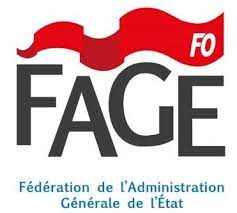 FO
FAGE
Fédération de l'Administration
Générale de l'État